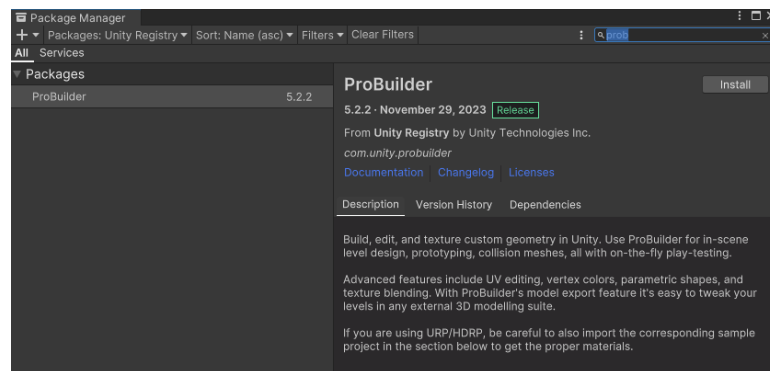 Package Manager
+ Packages: Unity Registry Sort: Name (asc) Filters Clear Filters prob
All Services
Packages
ProBuilder 5.2.2
ProBuilder Install
5.2.2 · November 29, 2023 Release
From Unity Registry by Unity Technologies Inc.
com.unity.probuilder
Documentation Changelog Licenses
Description Version History Dependencies
Build, edit, and texture custom geometry in Unity. Use ProBuilder for in-scene
level design, prototyping, collision meshes, all with on-the-fly play-testing.
Advanced features include UV editing, vertex colors, parametric shapes, and
texture blending. With ProBuilder's model export feature it's easy to tweak your
levels in any external 3D modelling suite.
If you are using URP/HDRP, be careful to also import the corresponding sample
project in the section below to get the proper materials.